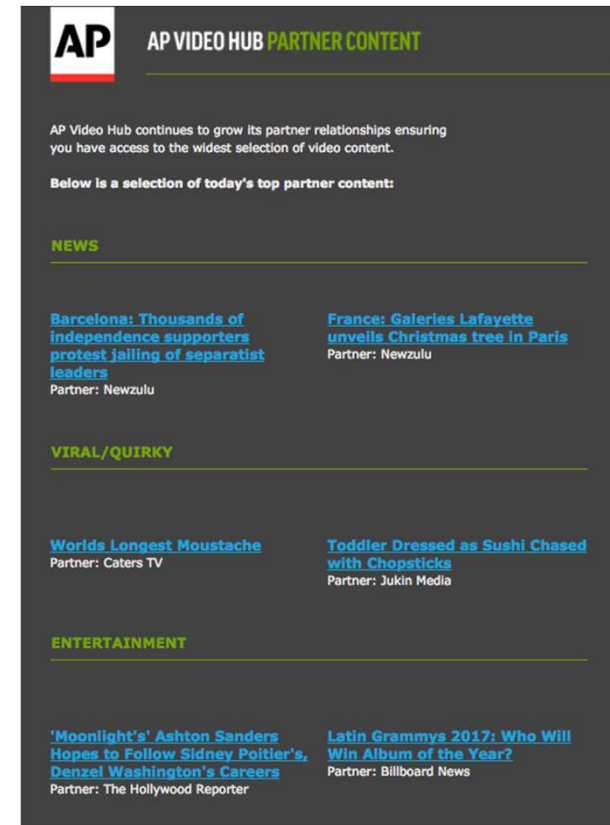 AP
AP VIDEO HUB PARTNER CONTENT
AP Video Hub continues to grow its partner relationships ensuring
you have access to the widest selection of video content.
Below is a selection of today's top partner content:
NEWS
Barcelona: Thousands of
independence supporters
protest jailing of separatist
leaders
Partner: Newzulu
France: Galeries Lafayette
unveils Christmas tree in Paris
Partner: Newzulu
VIRAL/QUIRKY
Worlds Longest Moustache
Partner: Caters TV
Toddler Dressed as Sushi Chased
with Chopsticks
Partner: Jukin Media
ENTERTAINMENT
'Moonlight's' Ashton Sanders
Hopes to Follow Sidney Poitier's,
Denzel Washington's Careers
Partner: The Hollywood Reporter
Latin Grammys 2017: Who Will
Win Album of the Year?
Partner: Billboard News